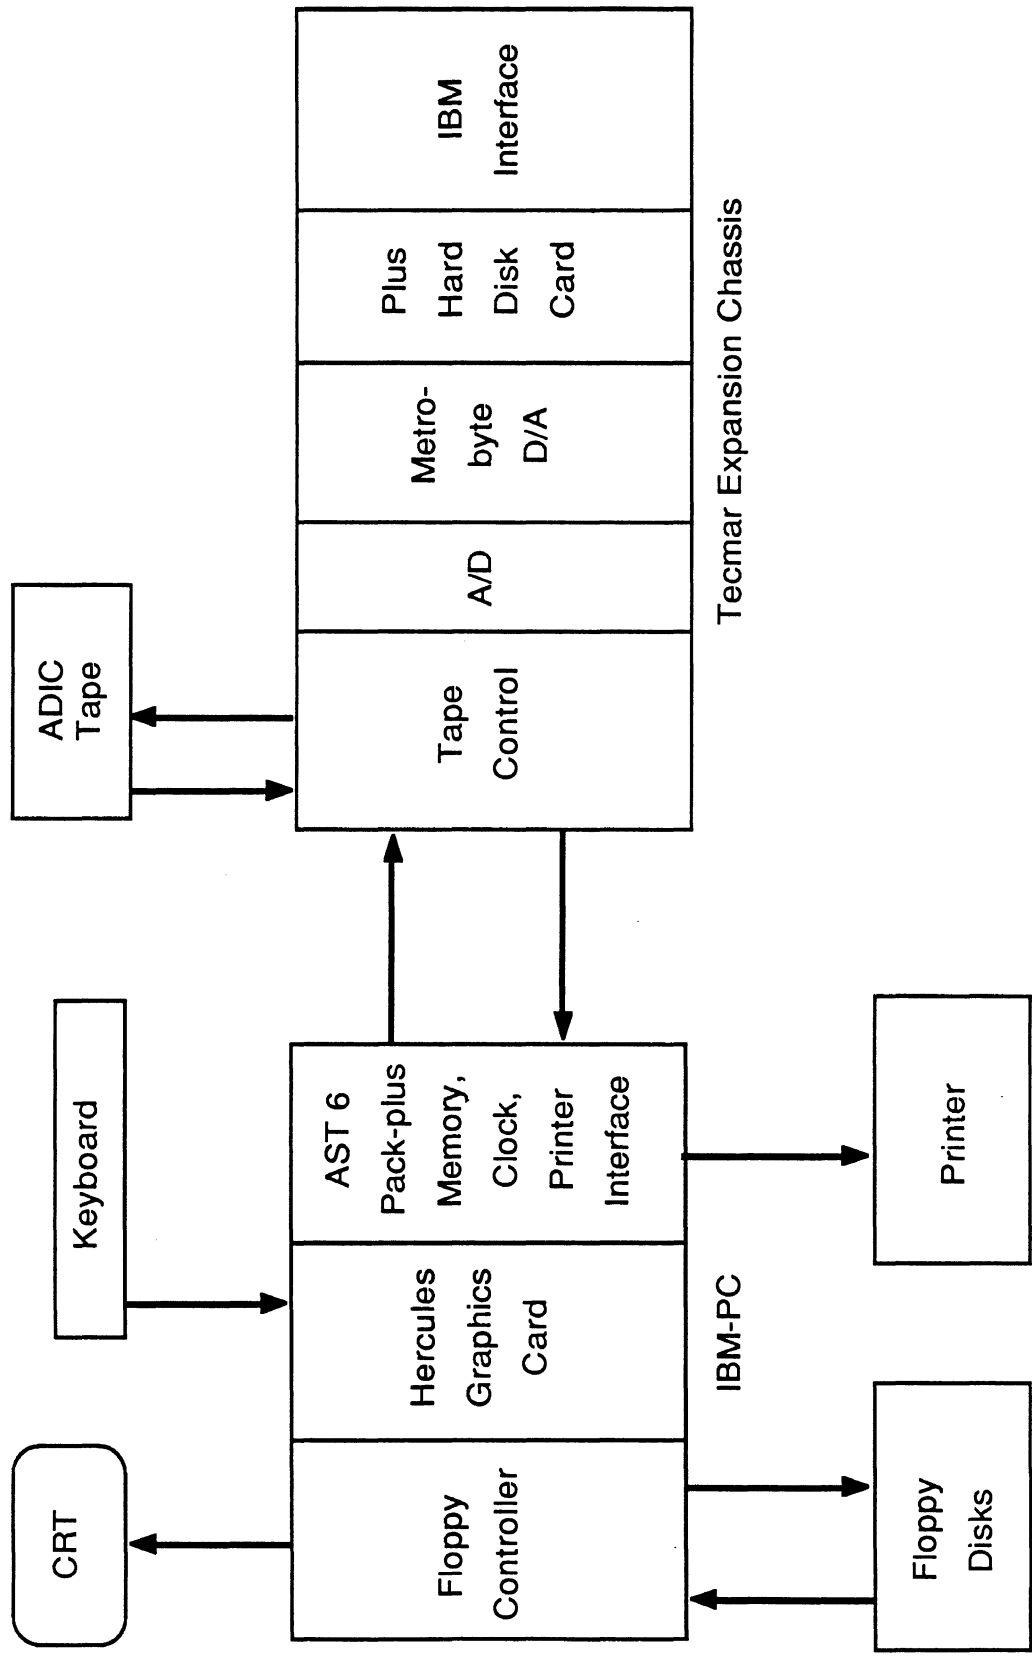 CRT
Keyboard
ADIC
Tape
Floppy
Controller
Hercules
Graphics
Card
AST 6
Pack-plus
Memory,
Clock,
Printer
Interface
Tape
Control
A/D
Metro-
byte
D/A
Plus
Hard
Disk
Card
IBM
Interface
IBM-PC
Tecmar Expansion Chassis
Floppy
Disks
Printer